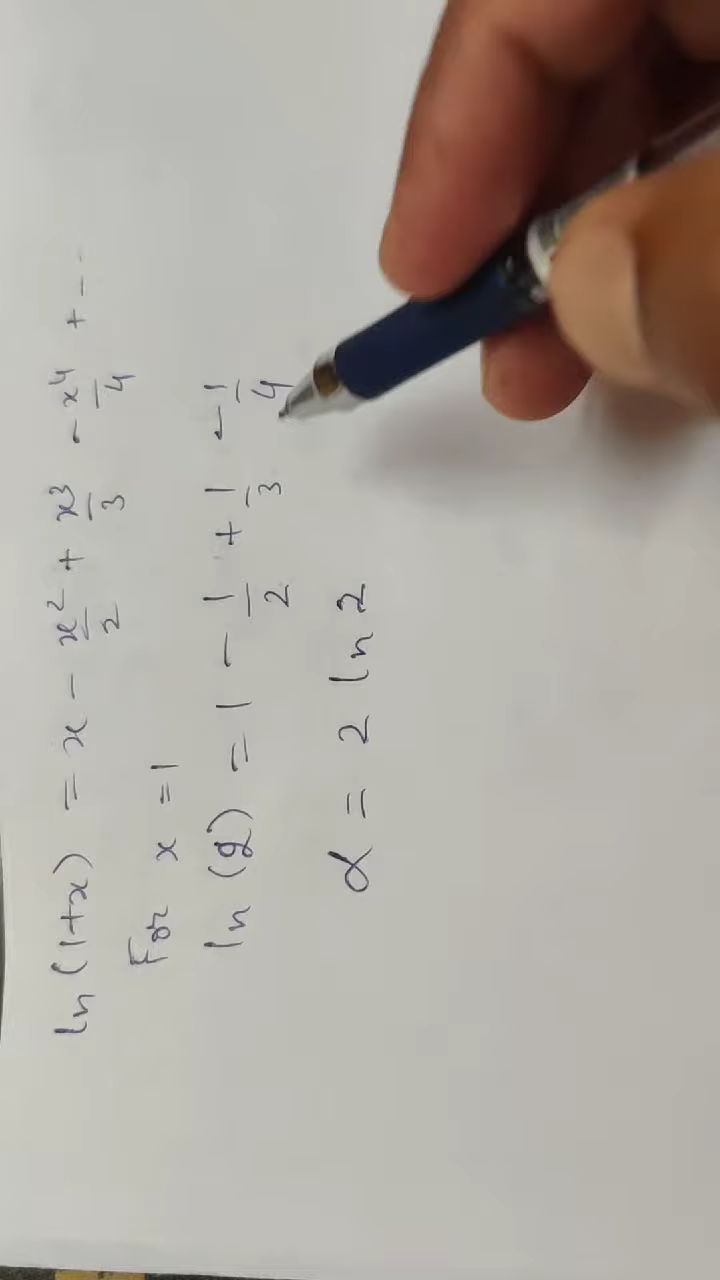 ln (1+x) = x - x²/2 + x³/3 - x⁴/4 + - -
For x = 1
ln (2) = 1 - 1/2 + 1/3 - 1/4
α = 2 ln 2